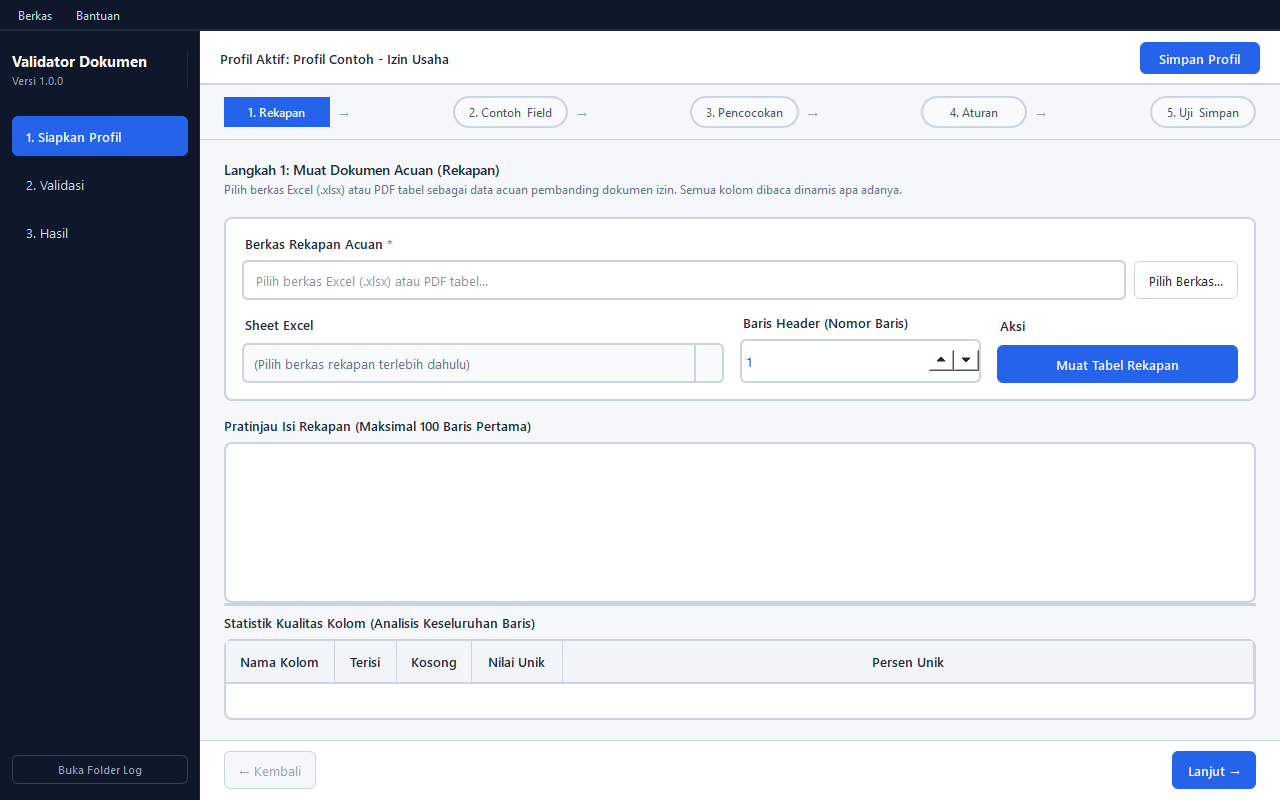 Berkas
Bantuan
Validator Dokumen
Versi 1.0.0
1. Siapkan Profil
2. Validasi
3. Hasil
Buka Folder Log
Profil Aktif: Profil Contoh - Izin Usaha
Simpan Profil
1. Rekapan →
2. Contoh Field →
3. Pencocokan →
4. Aturan →
5. Uji Simpan
Langkah 1: Muat Dokumen Acuan (Rekapan)
Pilih berkas Excel (.xlsx) atau PDF tabel sebagai data acuan pembanding dokumen izin. Semua kolom dibaca dinamis apa adanya.
Berkas Rekapan Acuan *
Pilih berkas Excel (.xlsx) atau PDF tabel...
Pilih Berkas...
Sheet Excel
(Pilih berkas rekapan terlebih dahulu)
Baris Header (Nomor Baris)
1
Aksi
Muat Tabel Rekapan
Pratinjau Isi Rekapan (Maksimal 100 Baris Pertama)
Statistik Kualitas Kolom (Analisis Keseluruhan Baris)
Nama Kolom
Terisi
Kosong
Nilai Unik
Persen Unik
← Kembali
Lanjut →